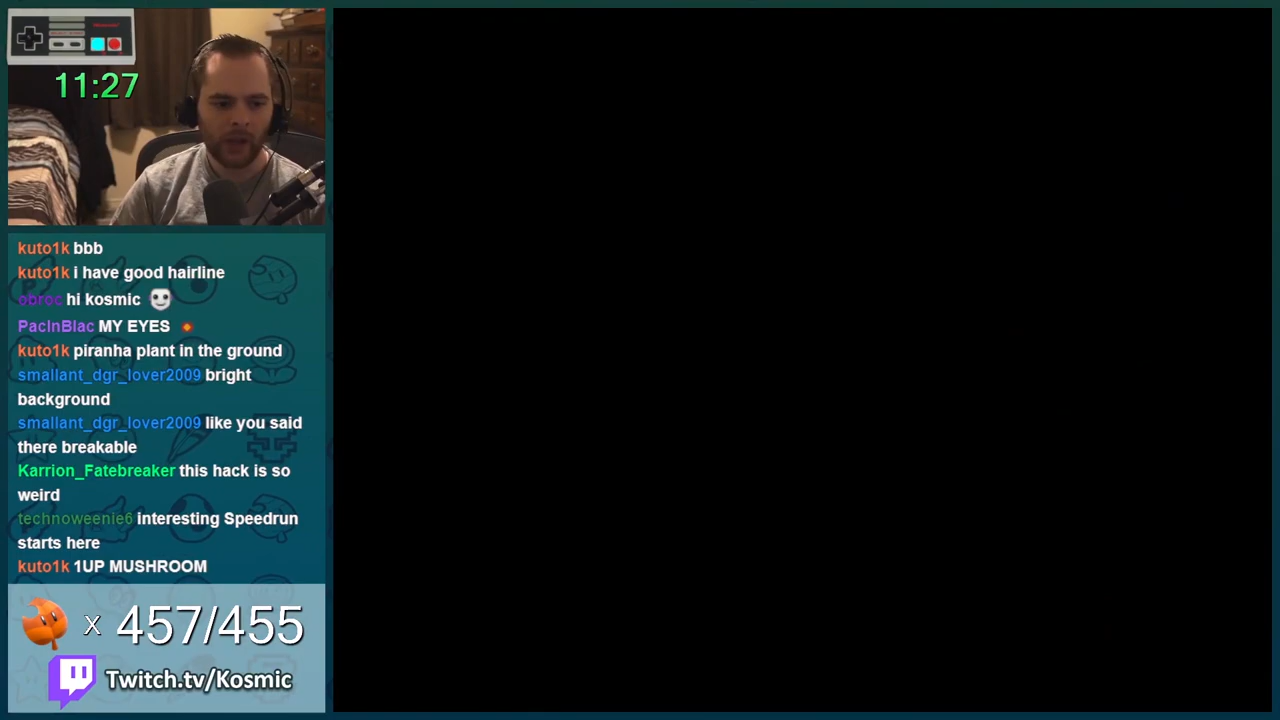 11:27
kuto1k bbb
kuto1k i have good hairline
obroc hi kosmic
PacInBlac MY EYES
kuto1k piranha plant in the ground
smallant_dgr_lover2009 bright
background
smallant_dgr_lover2009 like you said
there breakable
Karrion_Fatebreaker this hack is so
weird
technoweenie6 interesting Speedrun
starts here
kuto1k 1UP MUSHROOM
x 457/455
Twitch.tv/Kosmic